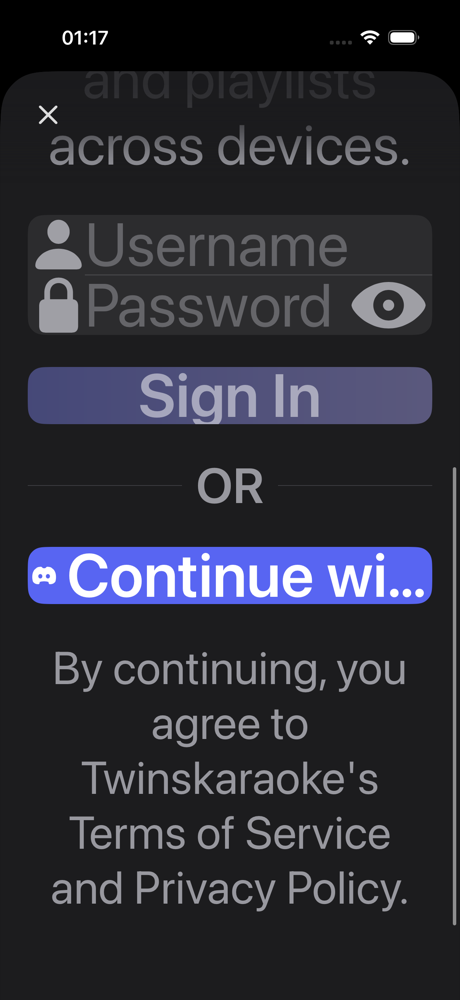 01:17
and playlists
across devices.
Username
Password
Sign In
OR
Continue wi...
By continuing, you
agree to
Twinskaraoke's
Terms of Service
and Privacy Policy.